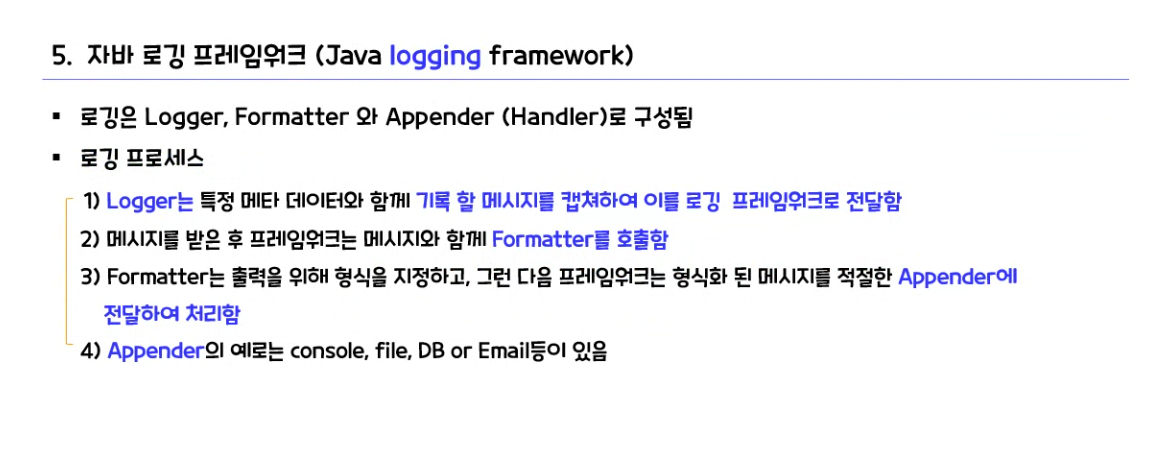 5. 자바 로깅 프레임워크 (Java logging framework)
▪ 로깅은 Logger, Formatter 와 Appender (Handler)로 구성됨
▪ 로깅 프로세스
1) Logger는 특정 메타 데이터와 함께 기록 할 메시지를 캡쳐하여 이를 로깅 프레임워크로 전달함
2) 메시지를 받은 후 프레임워크는 메시지와 함께 Formatter를 호출함
3) Formatter는 출력을 위해 형식을 지정하고, 그런 다음 프레임워크는 형식화 된 메시지를 적절한 Appender에
전달하여 처리함
4) Appender의 예로는 console, file, DB or Email등이 있음